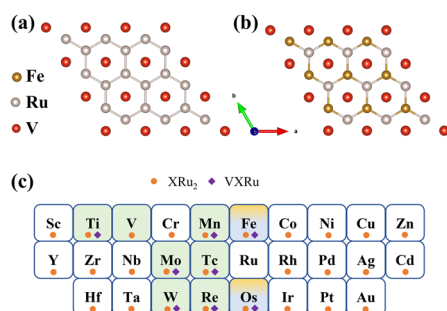 (a)
(b)
Fe
Ru
V
b
a
(c)
XRu₂ VXRu
Sc Ti V Cr Mn Fe Co Ni Cu Zn
Y Zr Nb Mo Tc Ru Rh Pd Ag Cd
Hf Ta W Re Os Ir Pt Au